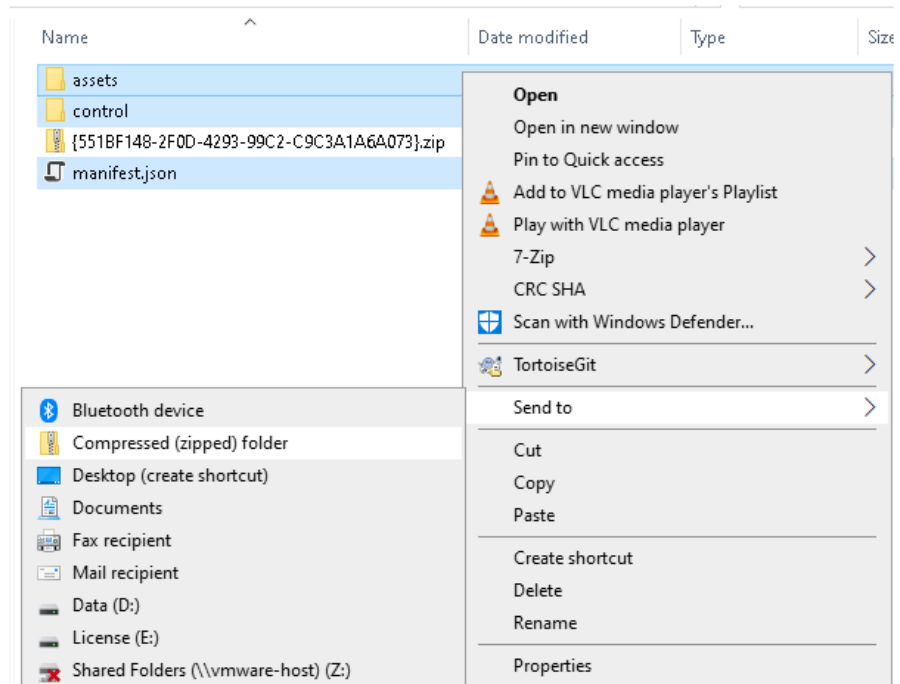 Name Date modified Type Size
assets
control
{551BF148-2F0D-4293-99C2-C9C3A1A6A073}.zip
manifest.json
Open
Open in new window
Pin to Quick access
Add to VLC media player's Playlist
Play with VLC media player
7-Zip
CRC SHA
Scan with Windows Defender...
TortoiseGit
Send to
Cut
Copy
Paste
Create shortcut
Delete
Rename
Properties
Bluetooth device
Compressed (zipped) folder
Desktop (create shortcut)
Documents
Fax recipient
Mail recipient
Data (D:)
License (E:)
Shared Folders (\\vmware-host) (Z:)